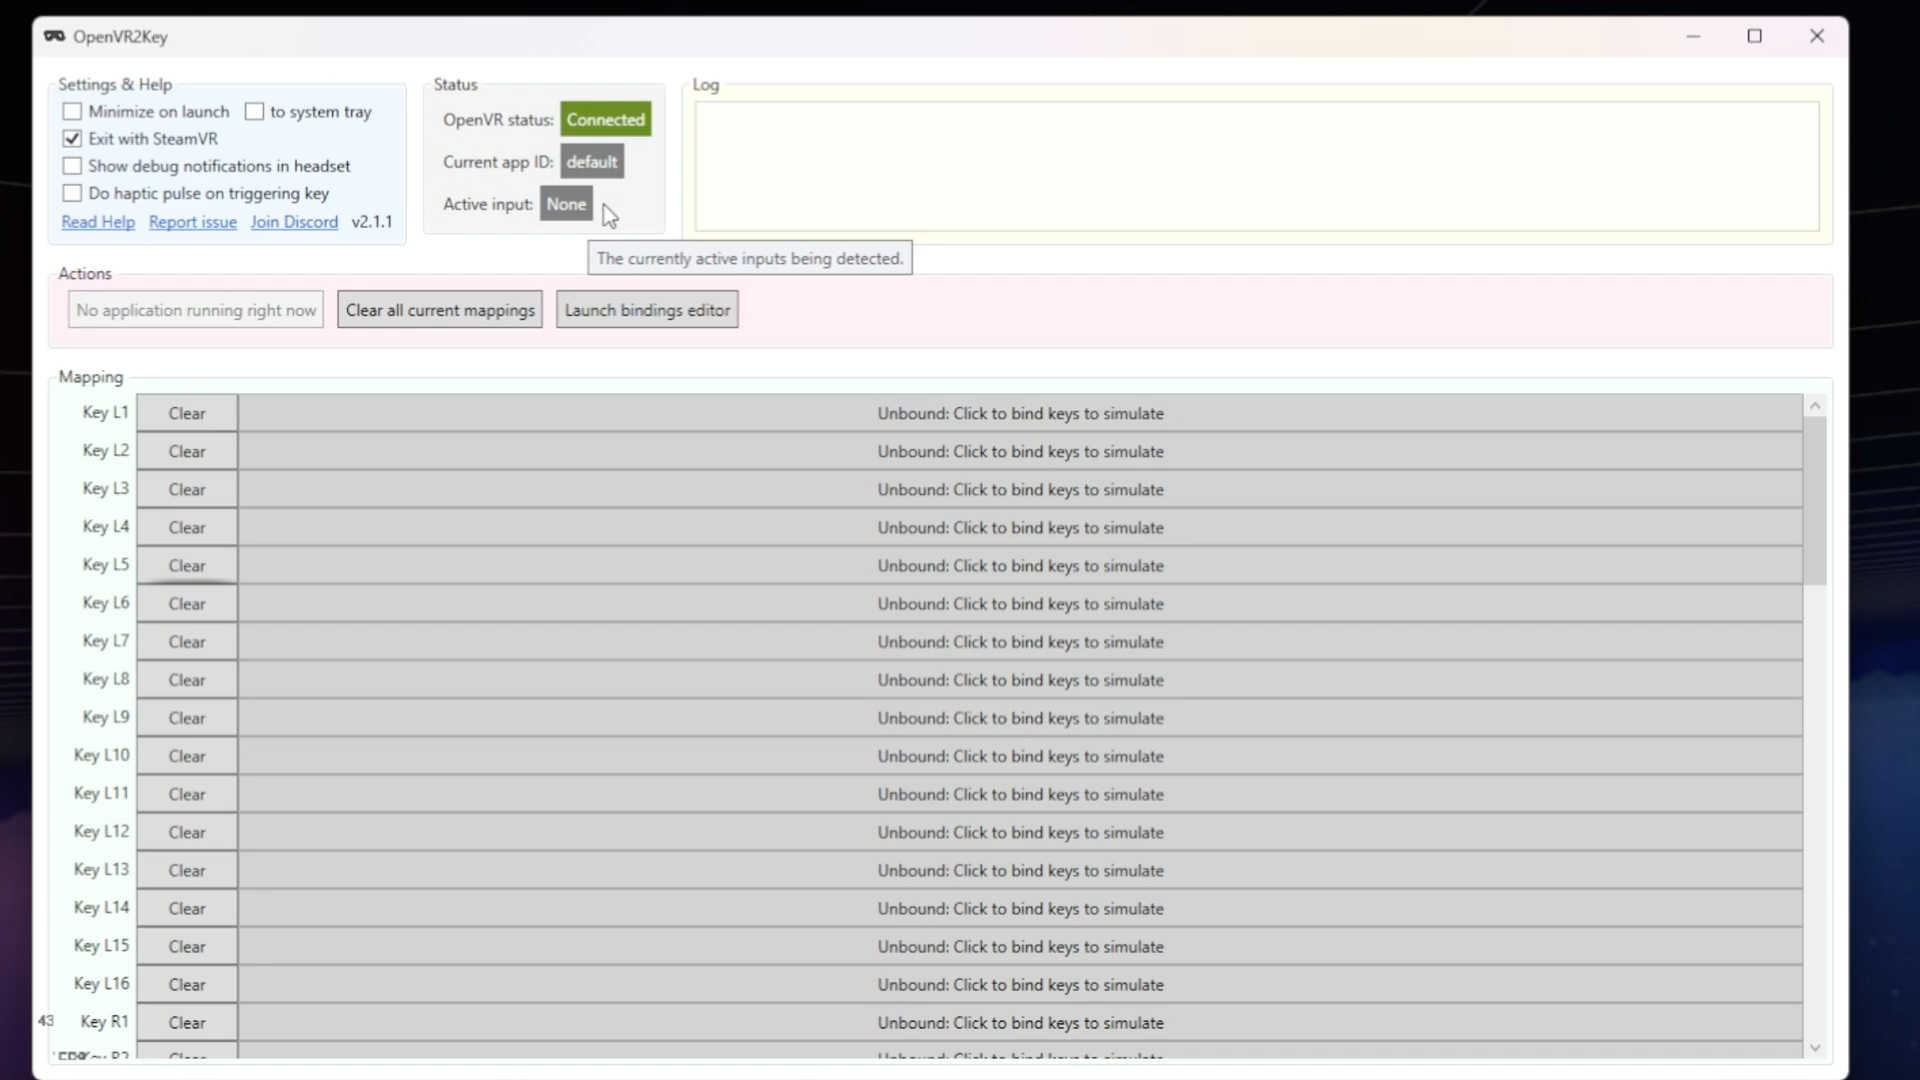 OpenVR2Key
Settings & Help
Minimize on launch to system tray
Exit with SteamVR
Show debug notifications in headset
Do haptic pulse on triggering key
Read Help Report issue Join Discord v2.1.1
Status
OpenVR status: Connected
Current app ID: default
Active input: None
Log
The currently active inputs being detected.
Actions
No application running right now Clear all current mappings Launch bindings editor
Mapping
Key L1 Clear Unbound: Click to bind keys to simulate
Key L2 Clear Unbound: Click to bind keys to simulate
Key L3 Clear Unbound: Click to bind keys to simulate
Key L4 Clear Unbound: Click to bind keys to simulate
Key L5 Clear Unbound: Click to bind keys to simulate
Key L6 Clear Unbound: Click to bind keys to simulate
Key L7 Clear Unbound: Click to bind keys to simulate
Key L8 Clear Unbound: Click to bind keys to simulate
Key L9 Clear Unbound: Click to bind keys to simulate
Key L10 Clear Unbound: Click to bind keys to simulate
Key L11 Clear Unbound: Click to bind keys to simulate
Key L12 Clear Unbound: Click to bind keys to simulate
Key L13 Clear Unbound: Click to bind keys to simulate
Key L14 Clear Unbound: Click to bind keys to simulate
Key L15 Clear Unbound: Click to bind keys to simulate
Key L16 Clear Unbound: Click to bind keys to simulate
43 Key R1 Clear Unbound: Click to bind keys to simulate